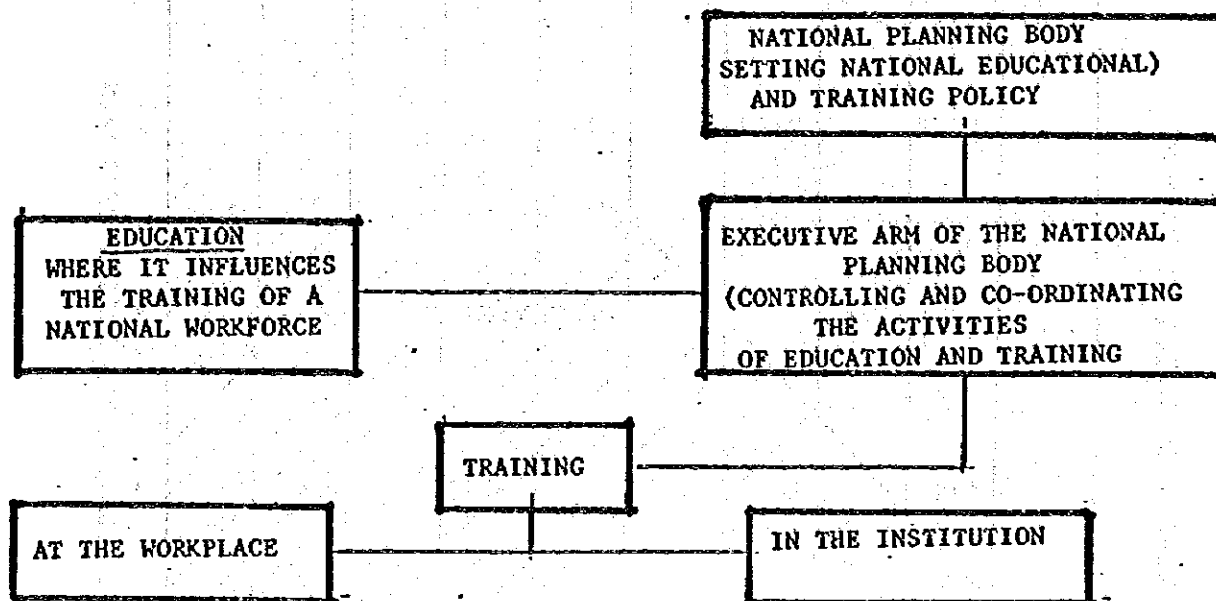 NATIONAL PLANNING BODY
SETTING NATIONAL EDUCATIONAL)
AND TRAINING POLICY
EDUCATION
WHERE IT INFLUENCES
THE TRAINING OF A
NATIONAL WORKFORCE
EXECUTIVE ARM OF THE NATIONAL
PLANNING BODY
(CONTROLLING AND CO-ORDINATING
THE ACTIVITIES
OF EDUCATION AND TRAINING
TRAINING
AT THE WORKPLACE
IN THE INSTITUTION